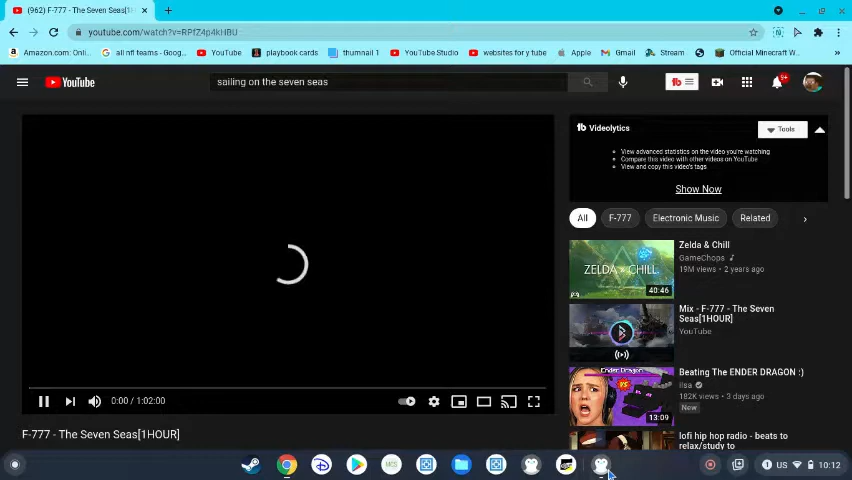 (962) F-777 - The Seven Seas[1H
youtube.com/watch?v=RPfZ4p4kHBU
Amazon.com: Onli...
all nfl teams - Goog...
YouTube
playbook cards
thumnail 1
YouTube Studio
websites for y tube
Apple
Gmail
Stream
Official Minecraft W...
YouTube
sailing on the seven seas
9+
Videolytics
Tools
View advanced statistics on the video you're watching
Compare this video with other videos on YouTube
View and copy this video's tags
Show Now
All
F-777
Electronic Music
Related
ZELDA & CHILL
40:46
Zelda & Chill
GameChops
19M views • 2 years ago
Mix - F-777 - The Seven
Seas[1HOUR]
YouTube
VS
13:09
Beating The ENDER DRAGON :)
ilsa
182K views • 3 days ago
New
lofi hip hop radio - beats to
relax/study to
0:00 / 1:02:00
F-777 - The Seven Seas[1HOUR]
US
10:12